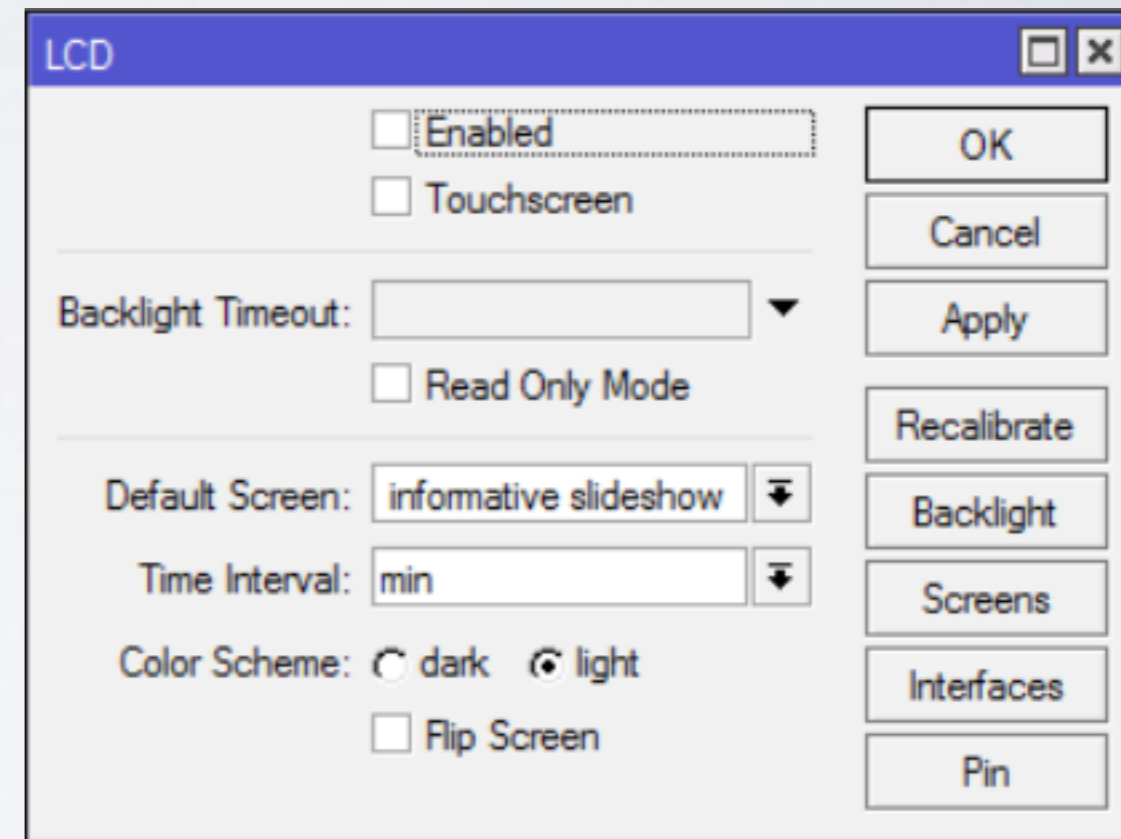 LCD
Enabled
Touchscreen
Backlight Timeout:
Read Only Mode
Default Screen: informative slideshow
Time Interval: min
Color Scheme: dark light
Flip Screen
OK
Cancel
Apply
Recalibrate
Backlight
Screens
Interfaces
Pin